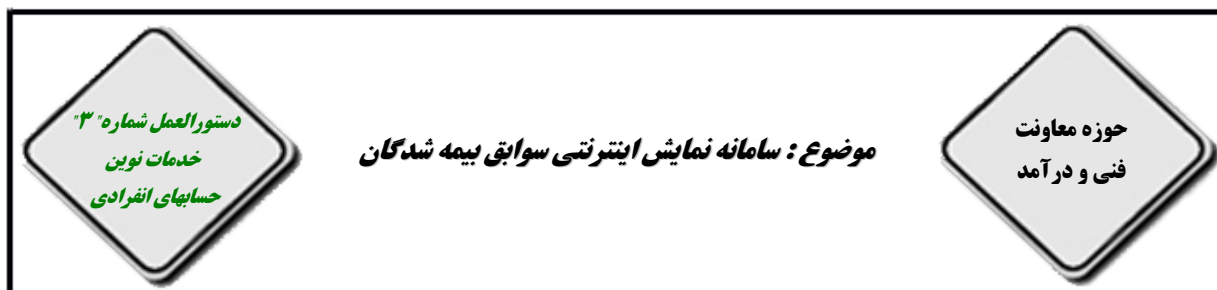 حوزه معاونت
فنی و درآمد
موضوع : سامانه نمایش اینترنتی سوابق بیمه شدگان
دستورالعمل شماره" ۳"
خدمات نوین
حسابهای انفرادی